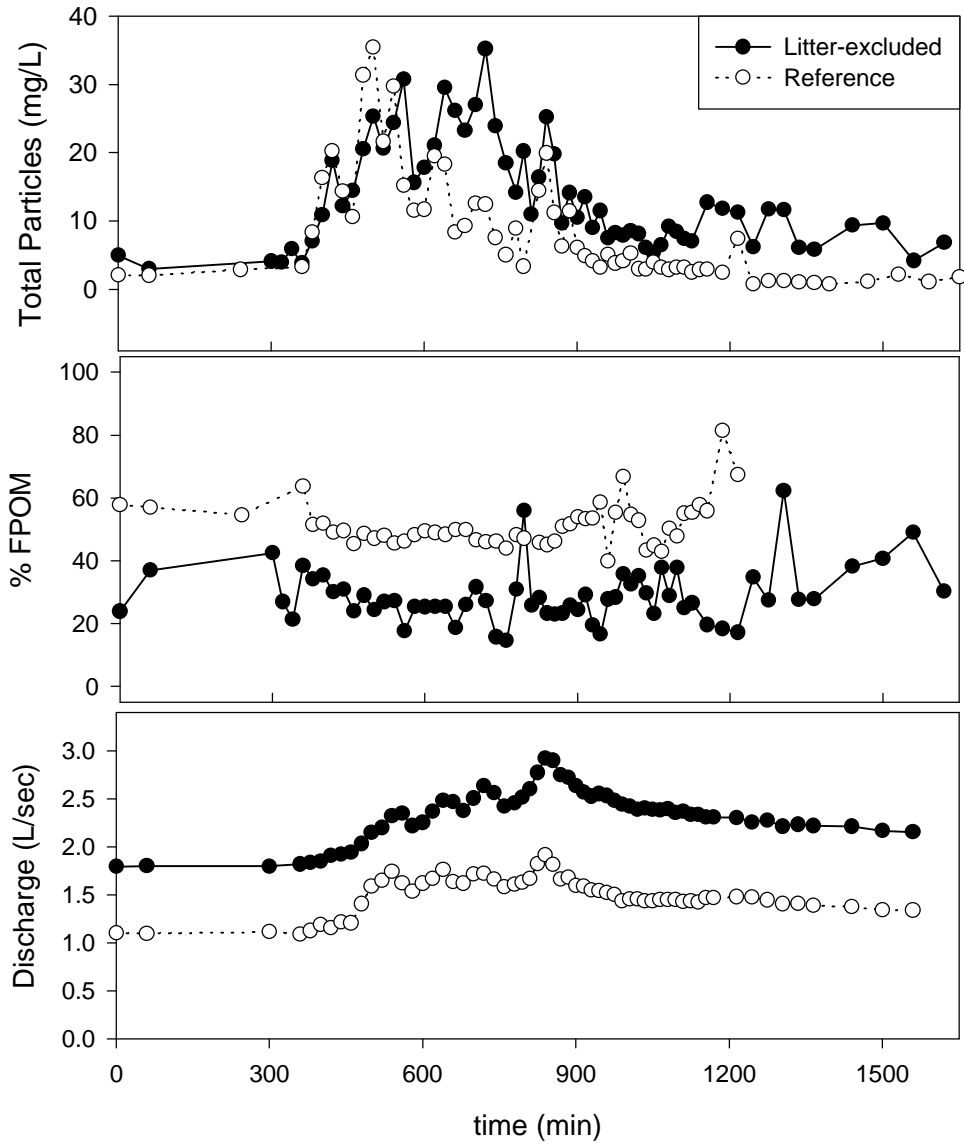 40
30
20
10
0
Total Particles (mg/L)
Litter-excluded
Reference
100
80
60
40
20
0
% FPOM
3.0
2.5
2.0
1.5
1.0
0.5
0.0
Discharge (L/sec)
0 300 600 900 1200 1500
time (min)